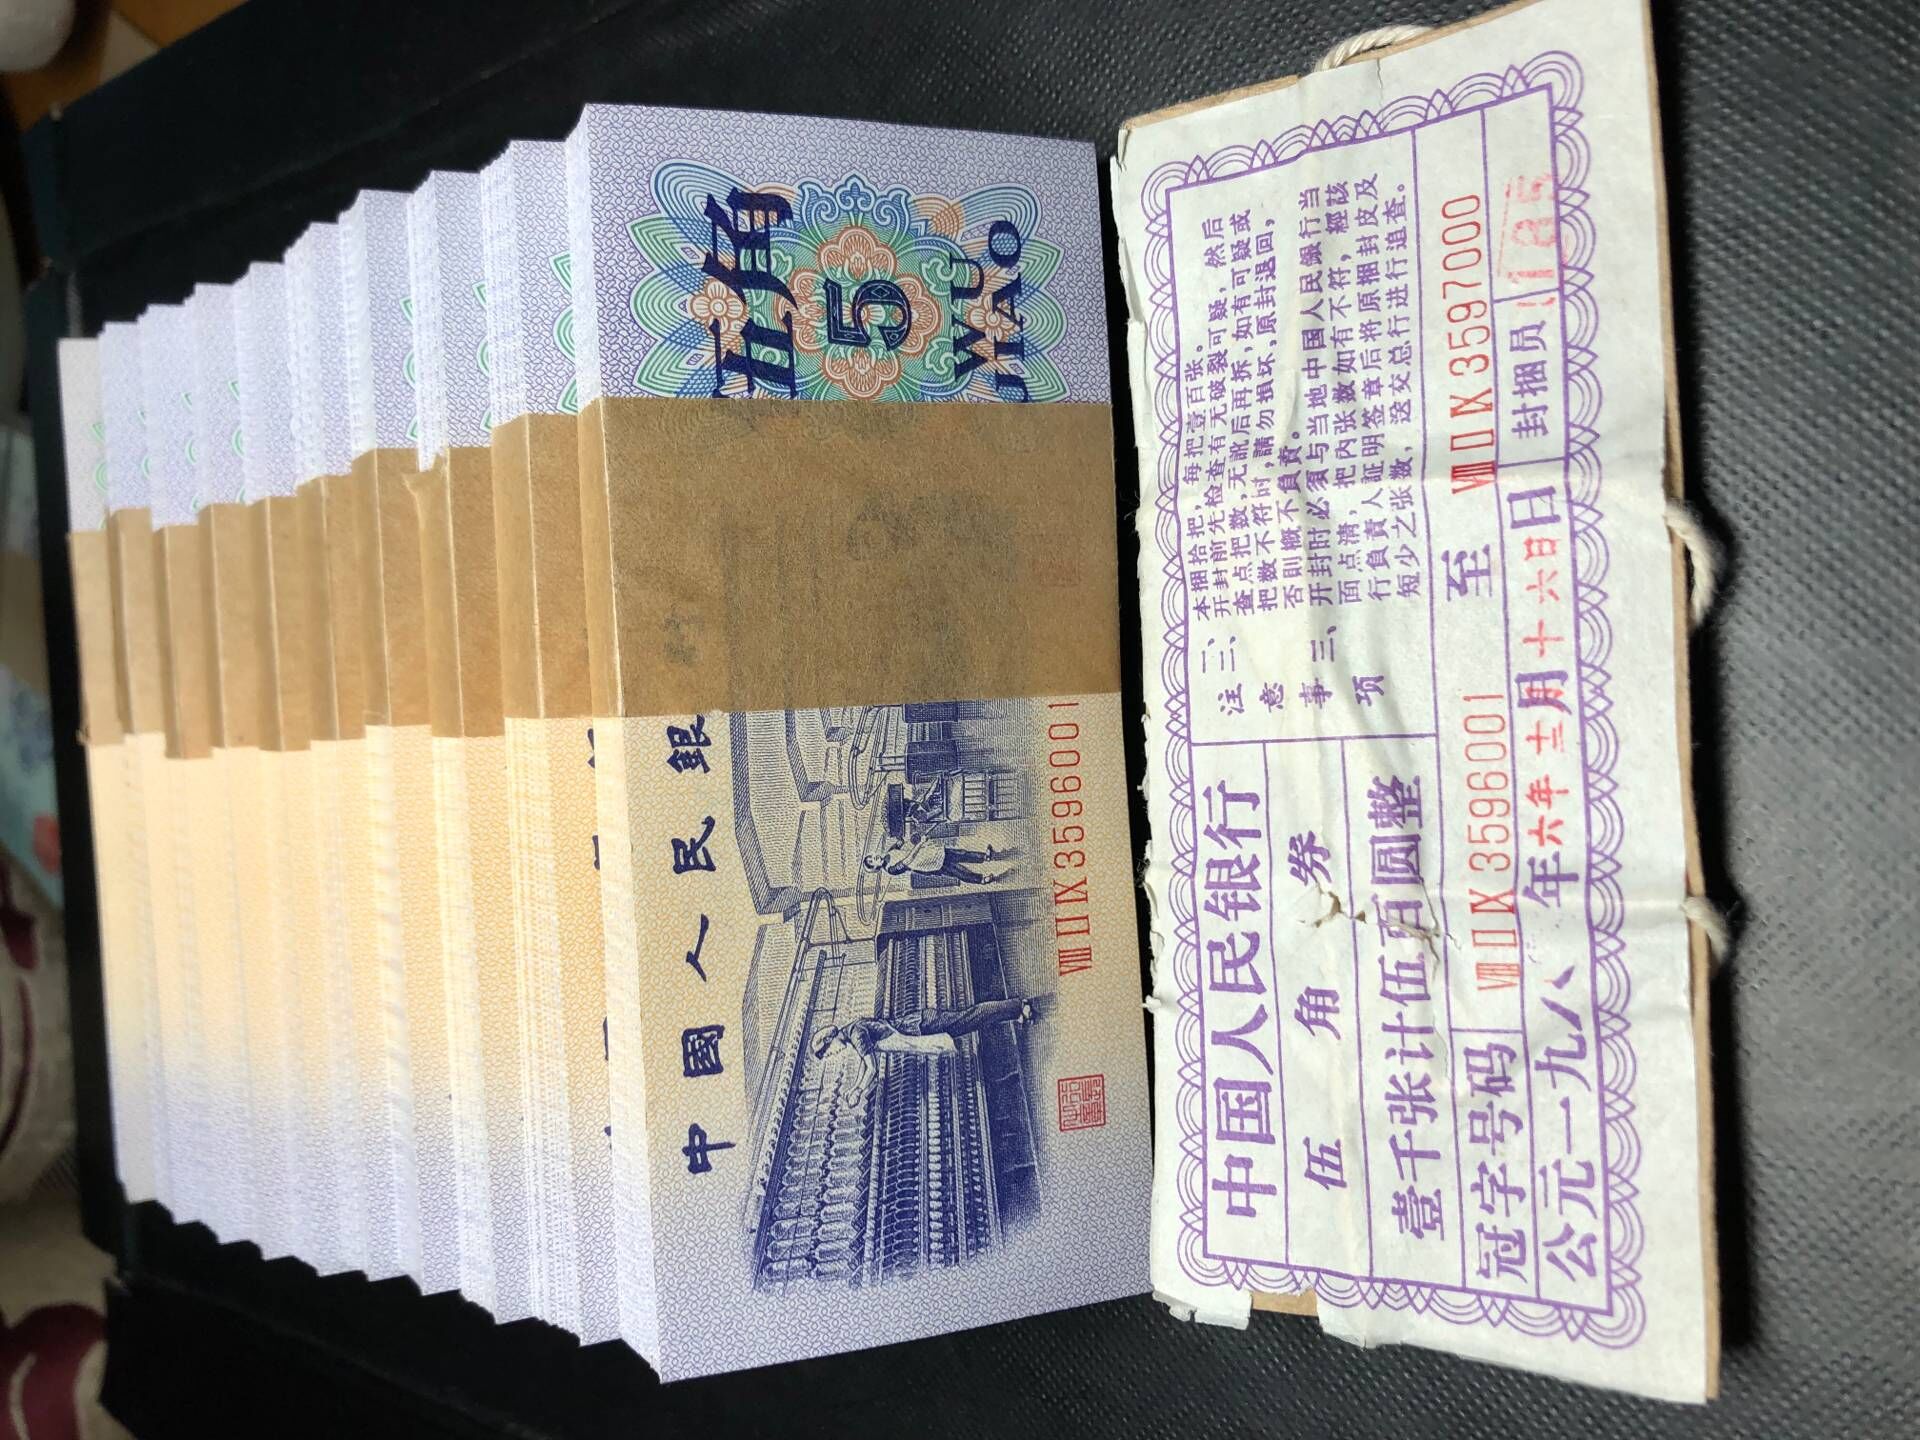 中國人民銀
伍角
5
WU
JIAO
Ⅷ Ⅱ Ⅸ 3596001
中国人民银行
伍角券
壹千张计伍百圆整
注意事项
一、本捆拾把，每把壹百张。
二、开封前先检查有无破裂可疑，然后
查点把数，无訛后再拆，如有可疑或
把数不符时，請勿損坏，原封退回，
否則概不負責。
三、开封时必須与当地中国人民銀行当
面点清，把内张数如有不符，經該
行負責人証明签章后将原捆封皮及
短少之张数，送交总行进行追查。
冠字号码 Ⅷ Ⅱ Ⅸ 3596001 至 Ⅷ Ⅱ Ⅸ 3597000
公元一九八 年六年十二月十六日 封捆员